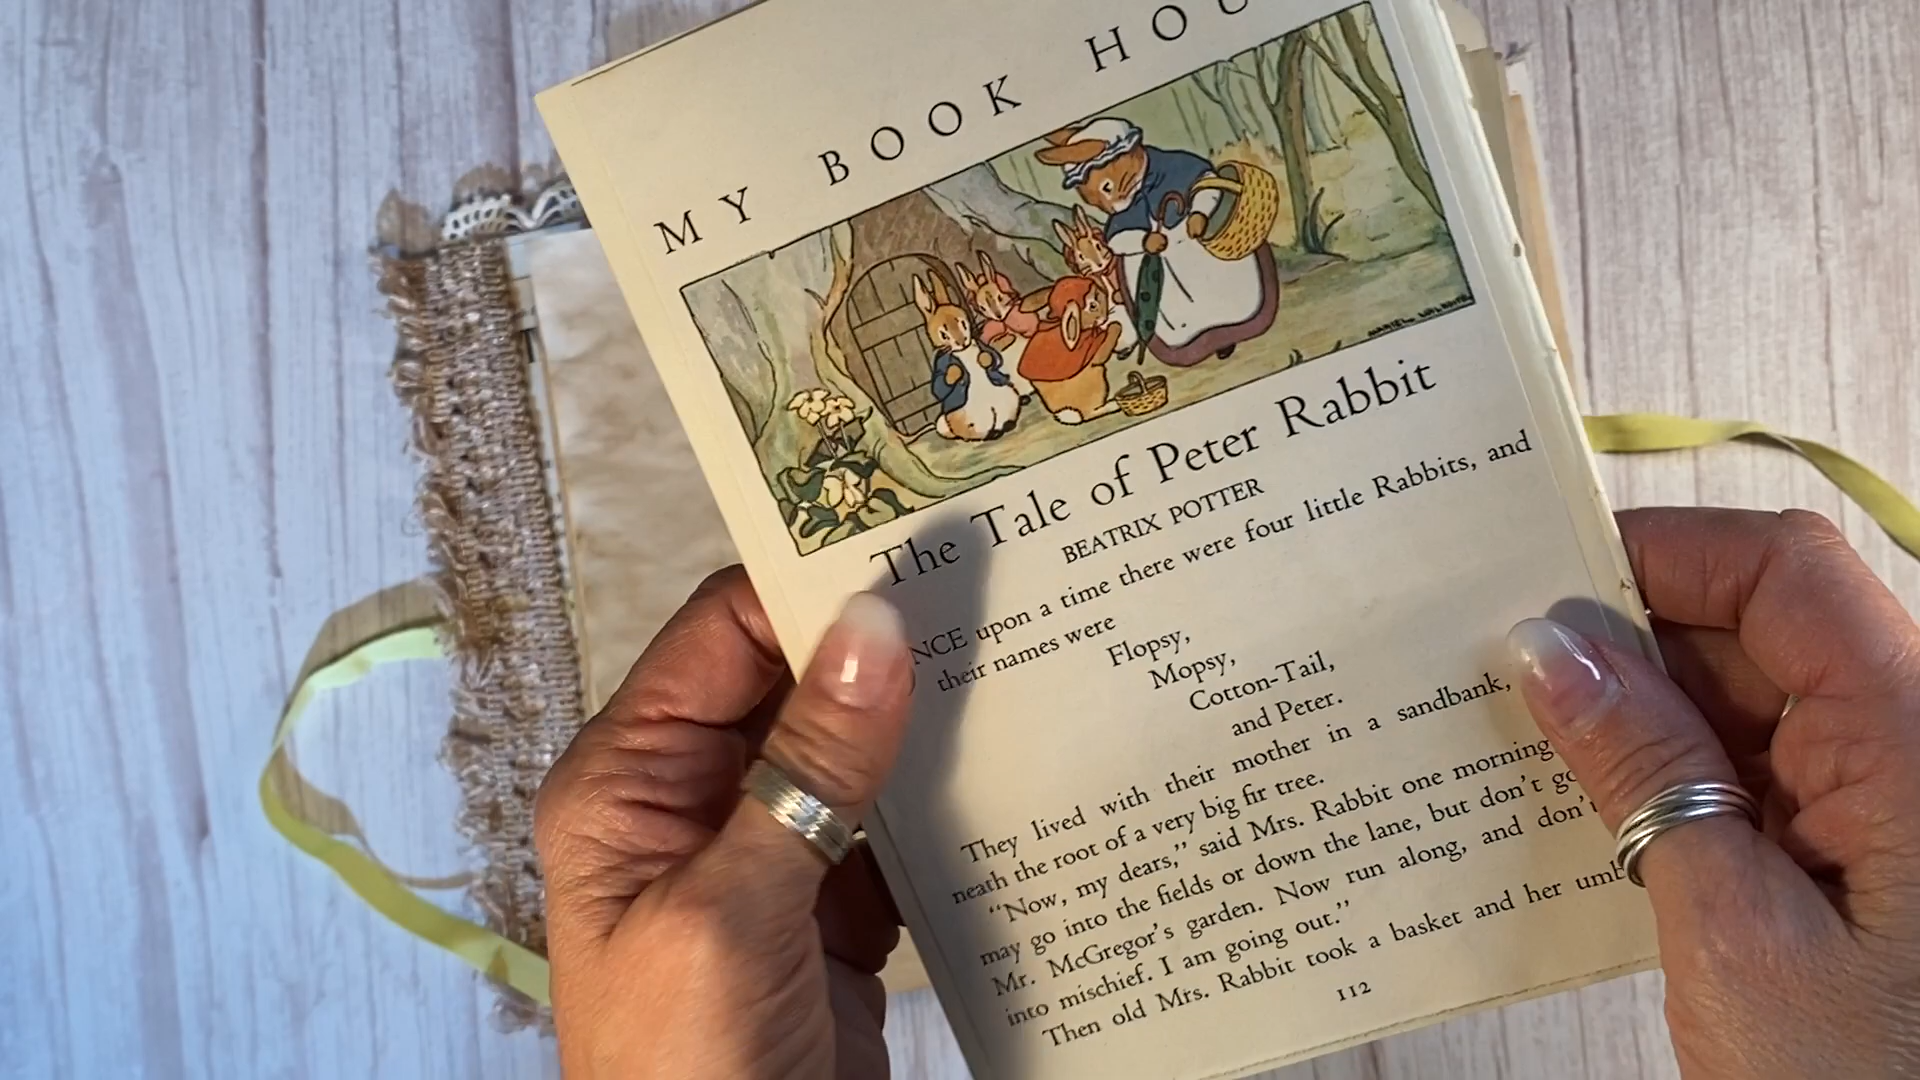 MY BOOK HOU
The Tale of Peter Rabbit
BEATRIX POTTER
NCE upon a time there were four little Rabbits, and
their names were
Flopsy,
Mopsy,
Cotton-Tail,
and Peter.
They lived with their mother in a sandbank,
neath the root of a very big fir tree.
“Now, my dears,” said Mrs. Rabbit one morning
may go into the fields or down the lane, but don’t go
Mr. McGregor’s garden. Now run along, and don’t
into mischief. I am going out.”
Then old Mrs. Rabbit took a basket and her umb
112